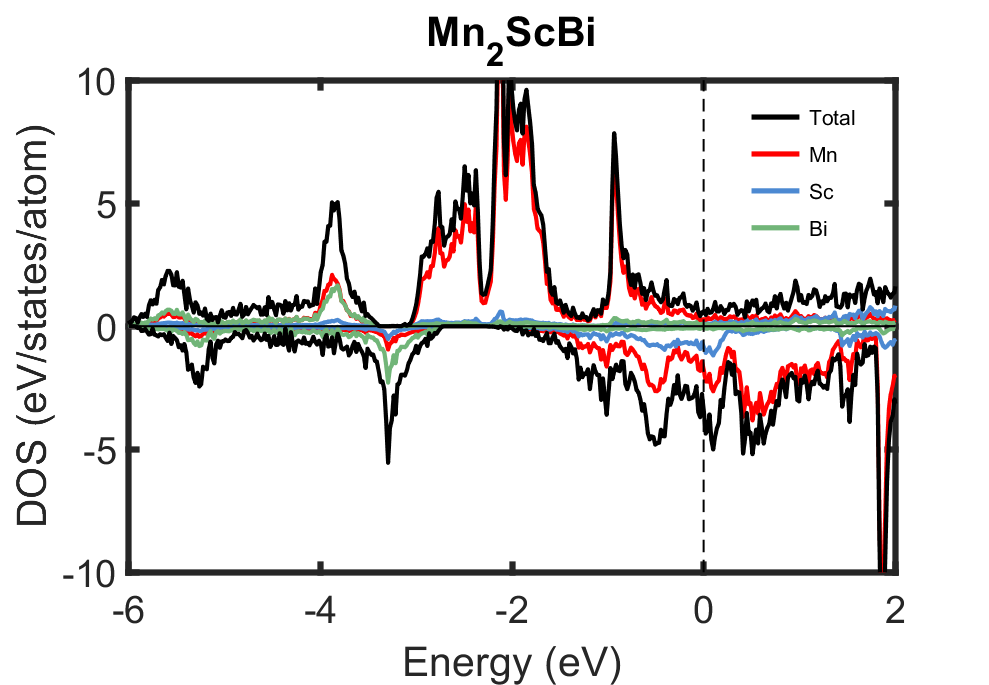 Mn2ScBi
DOS (eV/states/atom)
10
5
0
-5
-10
Total
Mn
Sc
Bi
-6 -4 -2 0 2
Energy (eV)